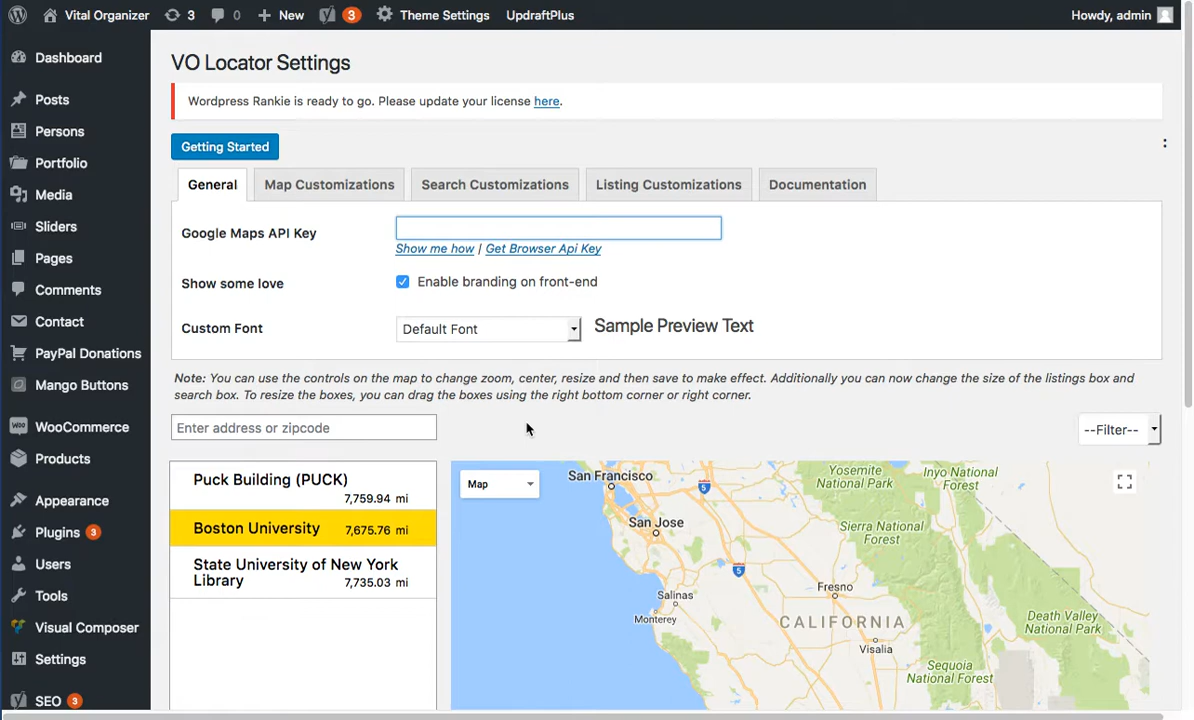 Vital Organizer 3 0 New 3 Theme Settings UpdraftPlus Howdy, admin
Dashboard
Posts
Persons
Portfolio
Media
Sliders
Pages
Comments
Contact
PayPal Donations
Mango Buttons
WooCommerce
Products
Appearance
Plugins 3
Users
Tools
Visual Composer
Settings
SEO 3
VO Locator Settings
Wordpress Rankie is ready to go. Please update your license here.
Getting Started
General Map Customizations Search Customizations Listing Customizations Documentation
Google Maps API Key
Show me how | Get Browser Api Key
Show some love Enable branding on front-end
Custom Font Default Font Sample Preview Text
Note: You can use the controls on the map to change zoom, center, resize and then save to make effect. Additionally you can now change the size of the listings box and
search box. To resize the boxes, you can drag the boxes using the right bottom corner or right corner.
Enter address or zipcode --Filter--
Puck Building (PUCK)
7,759.94 mi
Boston University 7,675.76 mi
State University of New York
Library 7,735.03 mi
Map
San Francisco
5
Yosemite
National Park
Inyo National
Forest
San Jose
Sierra National
Forest
5
Fresno
Salinas
Monterey
CALIFORNIA
Death Valley
National Park
Visalia
Sequoia
National Forest